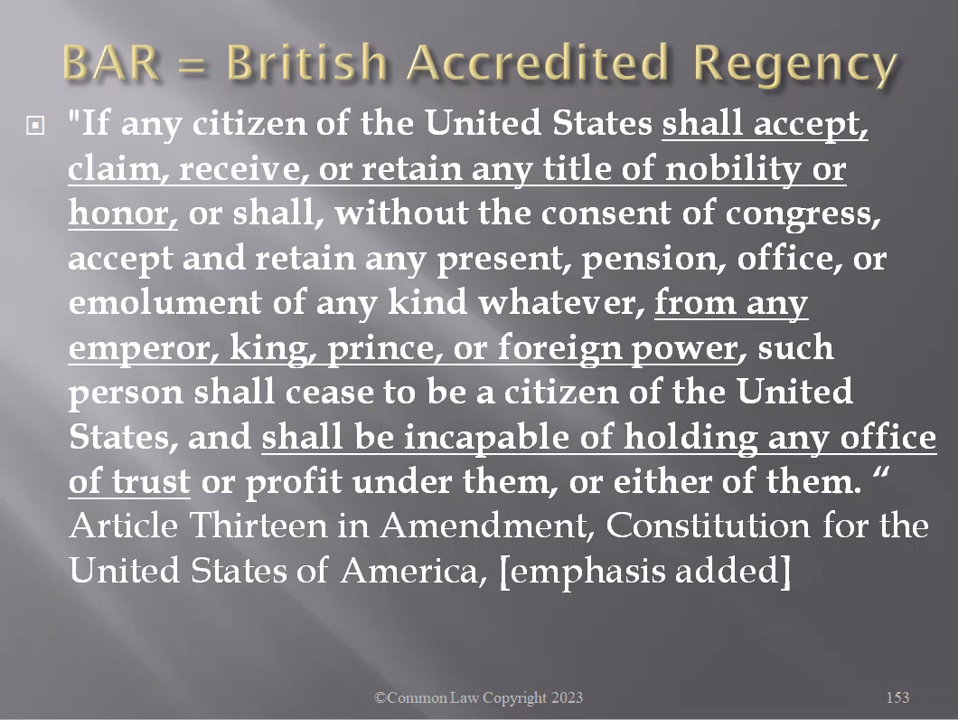 BAR = British Accredited Regency
"If any citizen of the United States shall accept,
claim, receive, or retain any title of nobility or
honor, or shall, without the consent of congress,
accept and retain any present, pension, office, or
emolument of any kind whatever, from any
emperor, king, prince, or foreign power, such
person shall cease to be a citizen of the United
States, and shall be incapable of holding any office
of trust or profit under them, or either of them. “
Article Thirteen in Amendment, Constitution for the
United States of America, [emphasis added]
©Common Law Copyright 2023
153